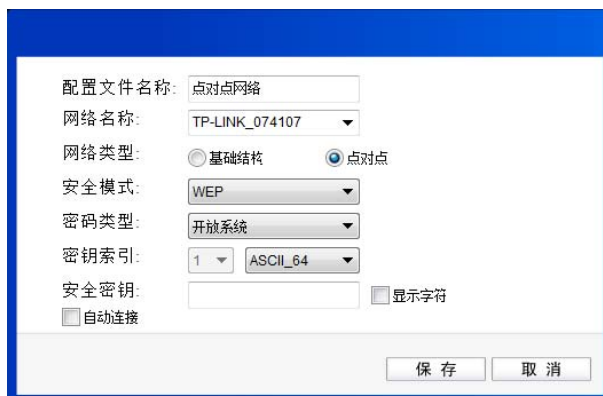 配置文件名称: 点对点网络
网络名称: TP-LINK_074107
网络类型: 基础结构 点对点
安全模式: WEP
密码类型: 开放系统
密钥索引: 1 ASCII_64
安全密钥: 显示字符
自动连接
保存 取消